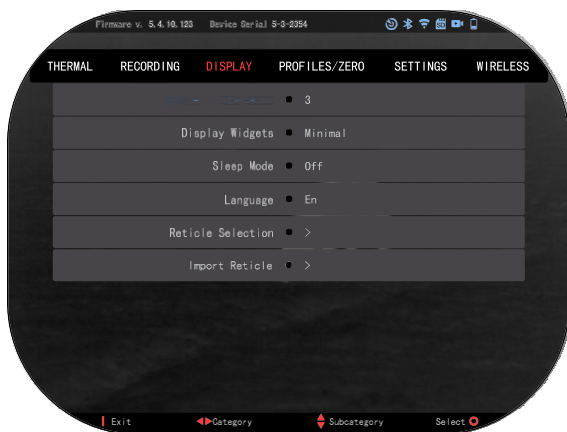 Firmware v. 5.4.10.123 Device Serial 5-3-2354
THERMAL RECORDING DISPLAY PROFILES/ZERO SETTINGS WIRELESS
3
Display Widgets Minimal
Sleep Mode Off
Language En
Reticle Selection >
Import Reticle >
Exit Category Subcategory Select